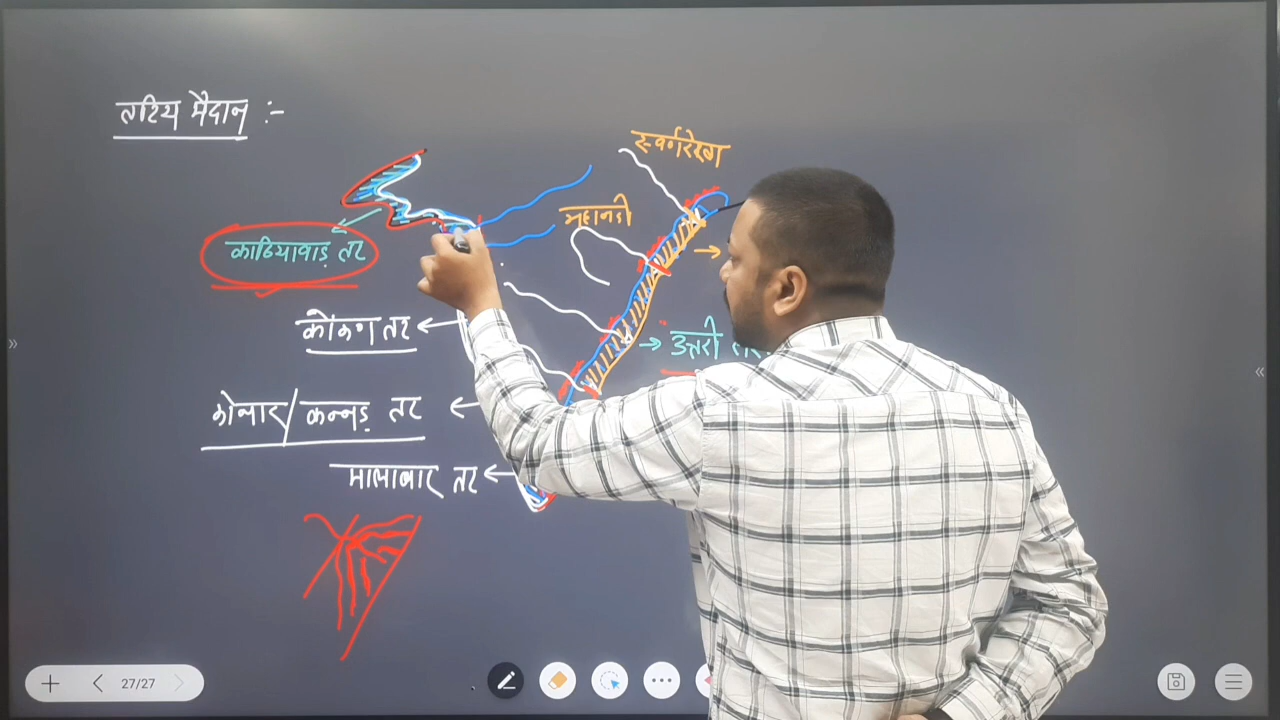 तटिय मैदान :-
स्वर्णरेखा
महानदी
काठियावाड़ तट
कोंकण तट
उत्तरी
कोनार/कन्नड़ तट
मालाबार तट
27/27